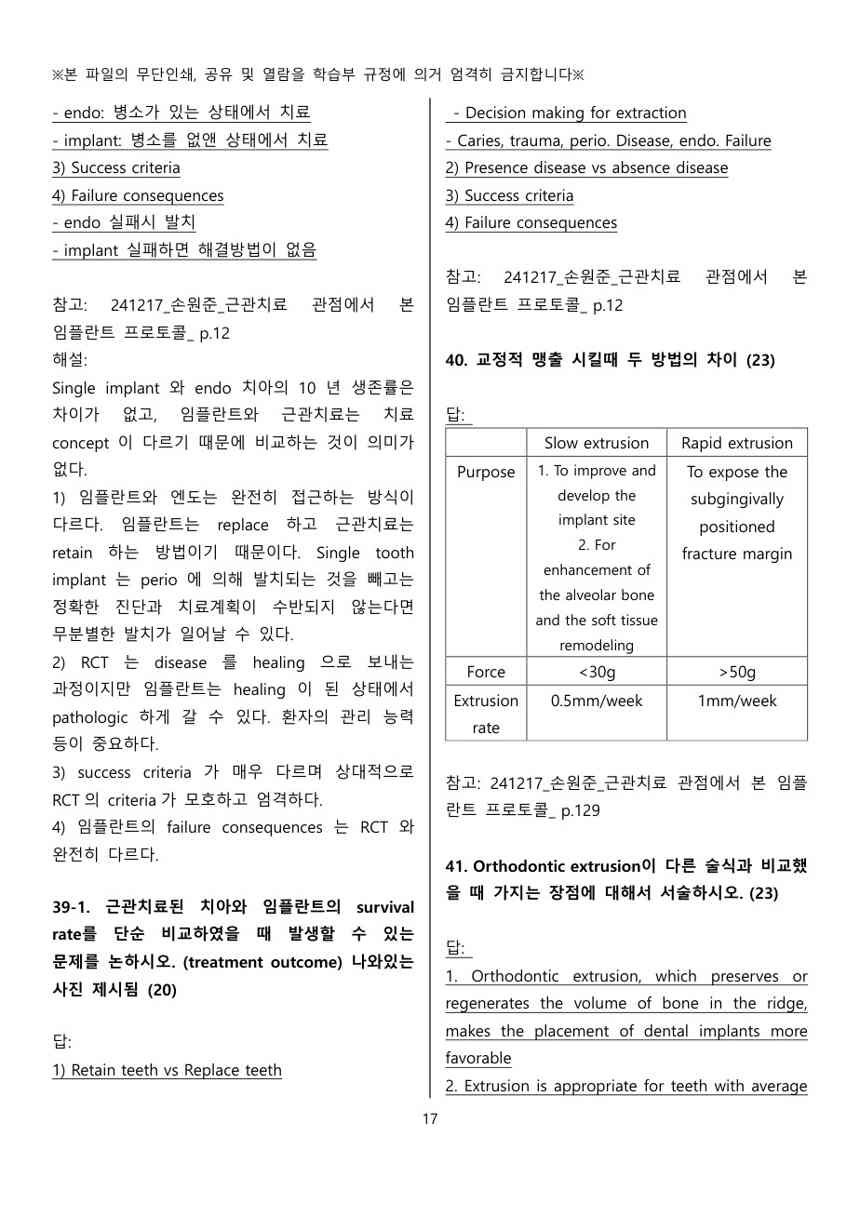 ※본 파일의 무단인쇄, 공유 및 열람을 학습부 규정에 의거 엄격히 금지합니다※
- endo: 병소가 있는 상태에서 치료
- implant: 병소를 없앤 상태에서 치료
3) Success criteria
4) Failure consequences
- endo 실패시 발치
- implant 실패하면 해결방법이 없음
참고: 241217_손원준_근관치료 관점에서 본
임플란트 프로토콜_ p.12
해설:
Single implant 와 endo 치아의 10 년 생존률은
차이가 없고, 임플란트와 근관치료는 치료
concept 이 다르기 때문에 비교하는 것이 의미가
없다.
1) 임플란트와 엔도는 완전히 접근하는 방식이
다르다. 임플란트는 replace 하고 근관치료는
retain 하는 방법이기 때문이다. Single tooth
implant 는 perio 에 의해 발치되는 것을 빼고는
정확한 진단과 치료계획이 수반되지 않는다면
무분별한 발치가 일어날 수 있다.
2) RCT 는 disease 를 healing 으로 보내는
과정이지만 임플란트는 healing 이 된 상태에서
pathologic 하게 갈 수 있다. 환자의 관리 능력
등이 중요하다.
3) success criteria 가 매우 다르며 상대적으로
RCT 의 criteria 가 모호하고 엄격하다.
4) 임플란트의 failure consequences 는 RCT 와
완전히 다르다.
39-1. 근관치료된 치아와 임플란트의 survival
rate를 단순 비교하였을 때 발생할 수 있는
문제를 논하시오. (treatment outcome) 나와있는
사진 제시됨 (20)
답:
1) Retain teeth vs Replace teeth
- Decision making for extraction
- Caries, trauma, perio. Disease, endo. Failure
2) Presence disease vs absence disease
3) Success criteria
4) Failure consequences
참고: 241217_손원준_근관치료 관점에서 본
임플란트 프로토콜_ p.12
40. 교정적 맹출 시킬때 두 방법의 차이 (23)
답:
Slow extrusion Rapid extrusion
Purpose 1. To improve and To expose the
develop the subgingivally
implant site positioned
2. For fracture margin
enhancement of
the alveolar bone
and the soft tissue
remodeling
Force <30g >50g
Extrusion 0.5mm/week 1mm/week
rate
참고: 241217_손원준_근관치료 관점에서 본 임플
란트 프로토콜_ p.129
41. Orthodontic extrusion이 다른 술식과 비교했
을 때 가지는 장점에 대해서 서술하시오. (23)
답:
1. Orthodontic extrusion, which preserves or
regenerates the volume of bone in the ridge,
makes the placement of dental implants more
favorable
2. Extrusion is appropriate for teeth with average
17